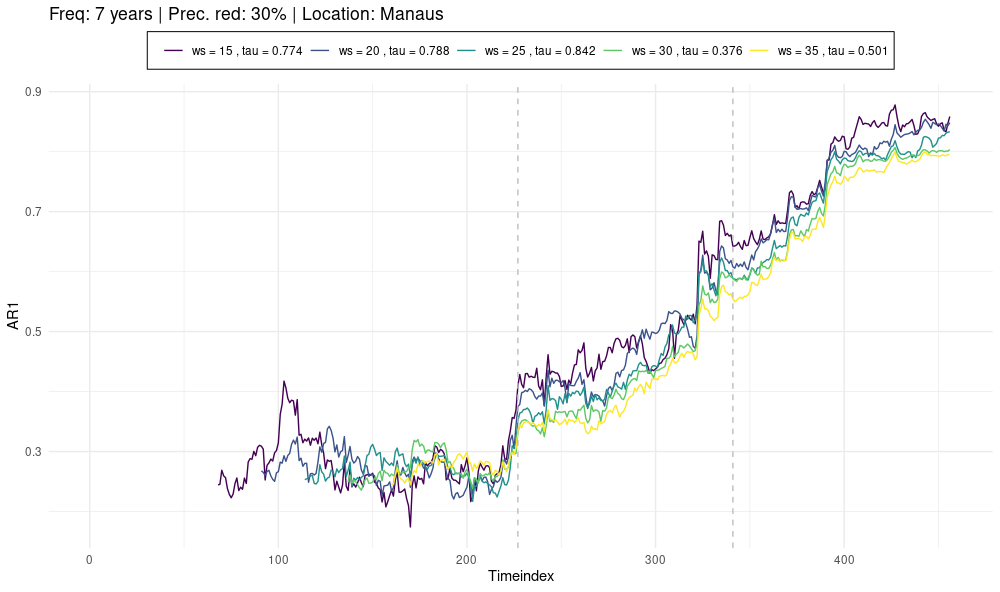 Freq: 7 years | Prec. red: 30% | Location: Manaus
ws = 15 , tau = 0.774 ws = 20 , tau = 0.788 ws = 25 , tau = 0.842 ws = 30 , tau = 0.376 ws = 35 , tau = 0.501
0.9
0.7
0.5
0.3
AR1
0 100 200 300 400
Timeindex